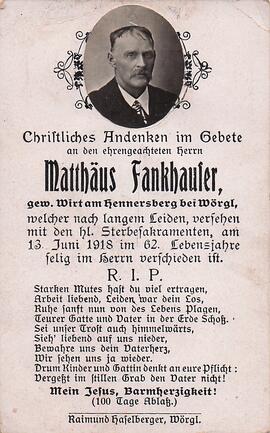 Christliches Andenken im Gebete
an den ehrengeachteten Herrn
Matthäus Fankhauser,
gew. Wirt am Hennersberg bei Wörgl,
welcher nach langem Leiden, versehen
mit den hl. Sterbesakramenten, am
13. Juni 1918 im 62. Lebensjahre
selig im Herrn verschieden ist.
R. I. P.
Starken Mutes hast du viel ertragen,
Arbeit liebend, Leiden war dein Los,
Ruhe sanft nun von des Lebens Plagen,
Teurer Gatte und Vater in der Erde Schoß.
Sei unser Trost auch himmelwärts,
Sieh' liebend auf uns nieder,
Bewahre uns dein Vaterherz,
Wir sehen uns ja wieder.
Drum Kinder und Gattin denkt an eure Pflicht:
Vergeßt im stillen Grab den Vater nicht!
Mein Jesus, Barmherzigkeit!
(100 Tage Ablaß.)
Raimund Haselberger, Wörgl.